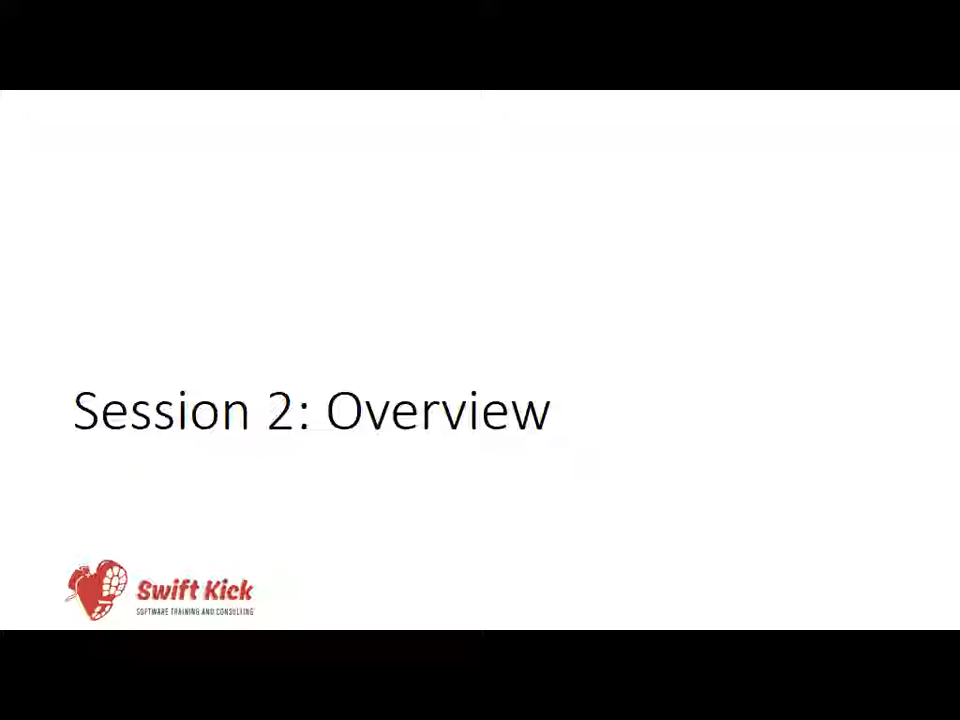 Session 2: Overview
Swift Kick
SOFTWARE TRAINING AND CONSULTING